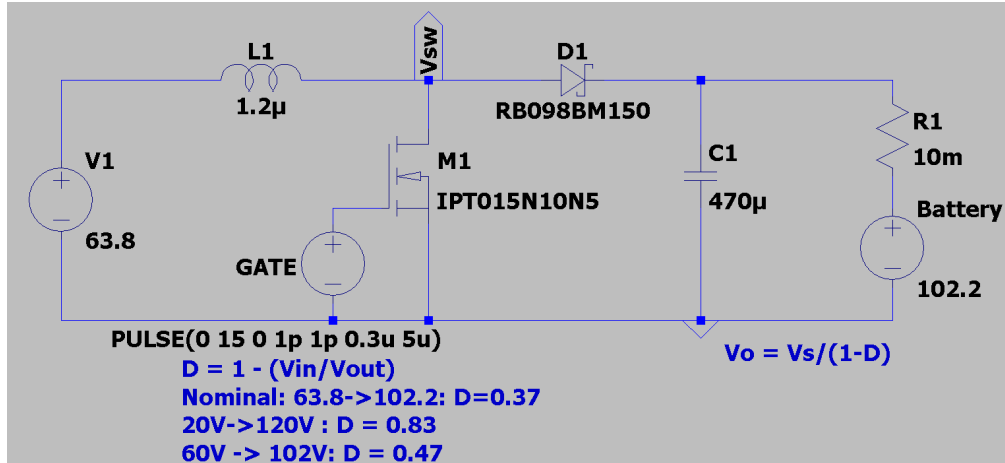 Vsw
L1
1.2µ
D1
RB098BM150
R1
10m
V1
63.8
M1
IPT015N10N5
C1
470µ
Battery
102.2
GATE
PULSE(0 15 0 1p 1p 0.3u 5u)
Vo = Vs/(1-D)
D = 1 - (Vin/Vout)
Nominal: 63.8->102.2: D=0.37
20V->120V : D = 0.83
60V -> 102V: D = 0.47